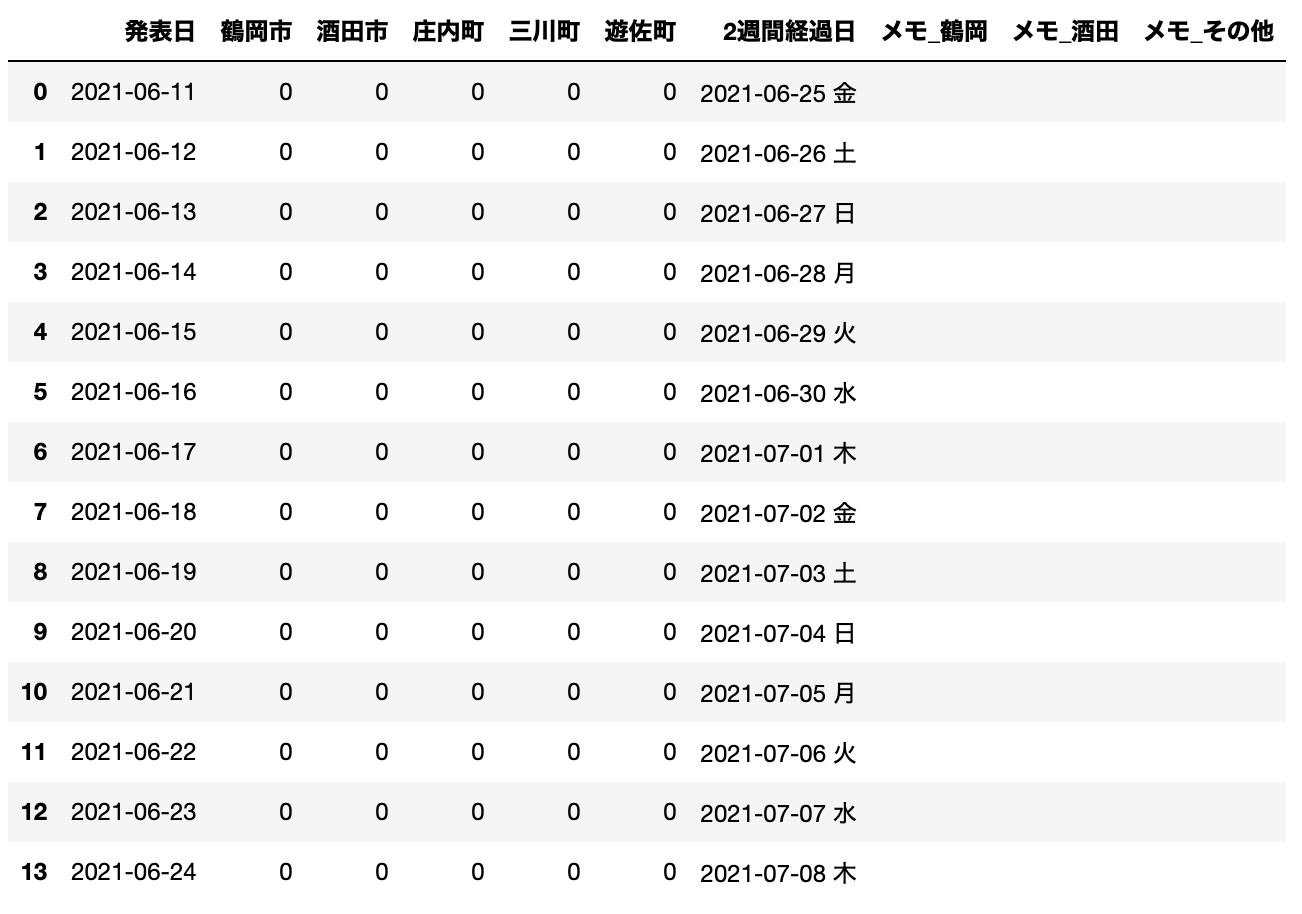 発表日 鶴岡市 酒田市 庄内町 三川町 遊佐町 2週間経過日 メモ_鶴岡 メモ_酒田 メモ_その他
0 2021-06-11 0 0 0 0 0 2021-06-25 金
1 2021-06-12 0 0 0 0 0 2021-06-26 土
2 2021-06-13 0 0 0 0 0 2021-06-27 日
3 2021-06-14 0 0 0 0 0 2021-06-28 月
4 2021-06-15 0 0 0 0 0 2021-06-29 火
5 2021-06-16 0 0 0 0 0 2021-06-30 水
6 2021-06-17 0 0 0 0 0 2021-07-01 木
7 2021-06-18 0 0 0 0 0 2021-07-02 金
8 2021-06-19 0 0 0 0 0 2021-07-03 土
9 2021-06-20 0 0 0 0 0 2021-07-04 日
10 2021-06-21 0 0 0 0 0 2021-07-05 月
11 2021-06-22 0 0 0 0 0 2021-07-06 火
12 2021-06-23 0 0 0 0 0 2021-07-07 水
13 2021-06-24 0 0 0 0 0 2021-07-08 木